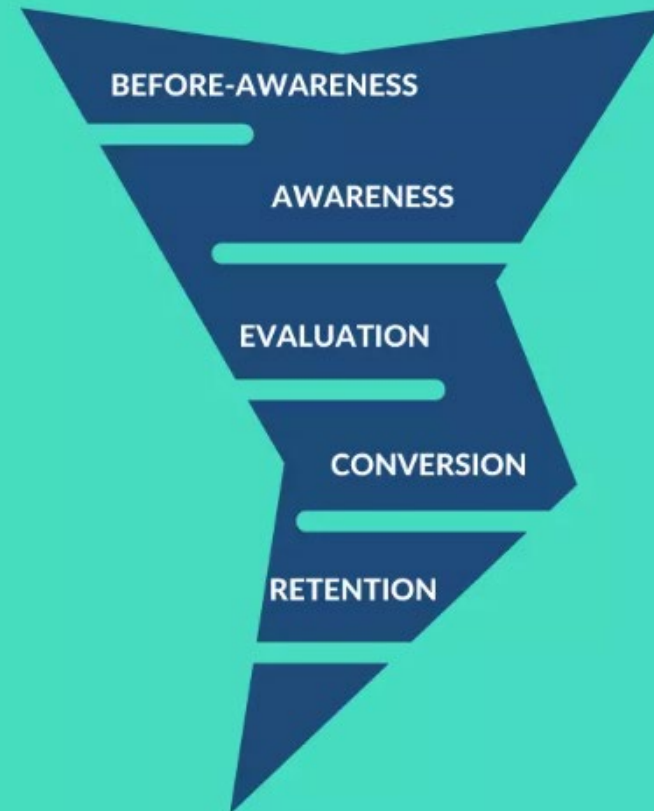 BEFORE-AWARENESS
AWARENESS
EVALUATION
CONVERSION
RETENTION